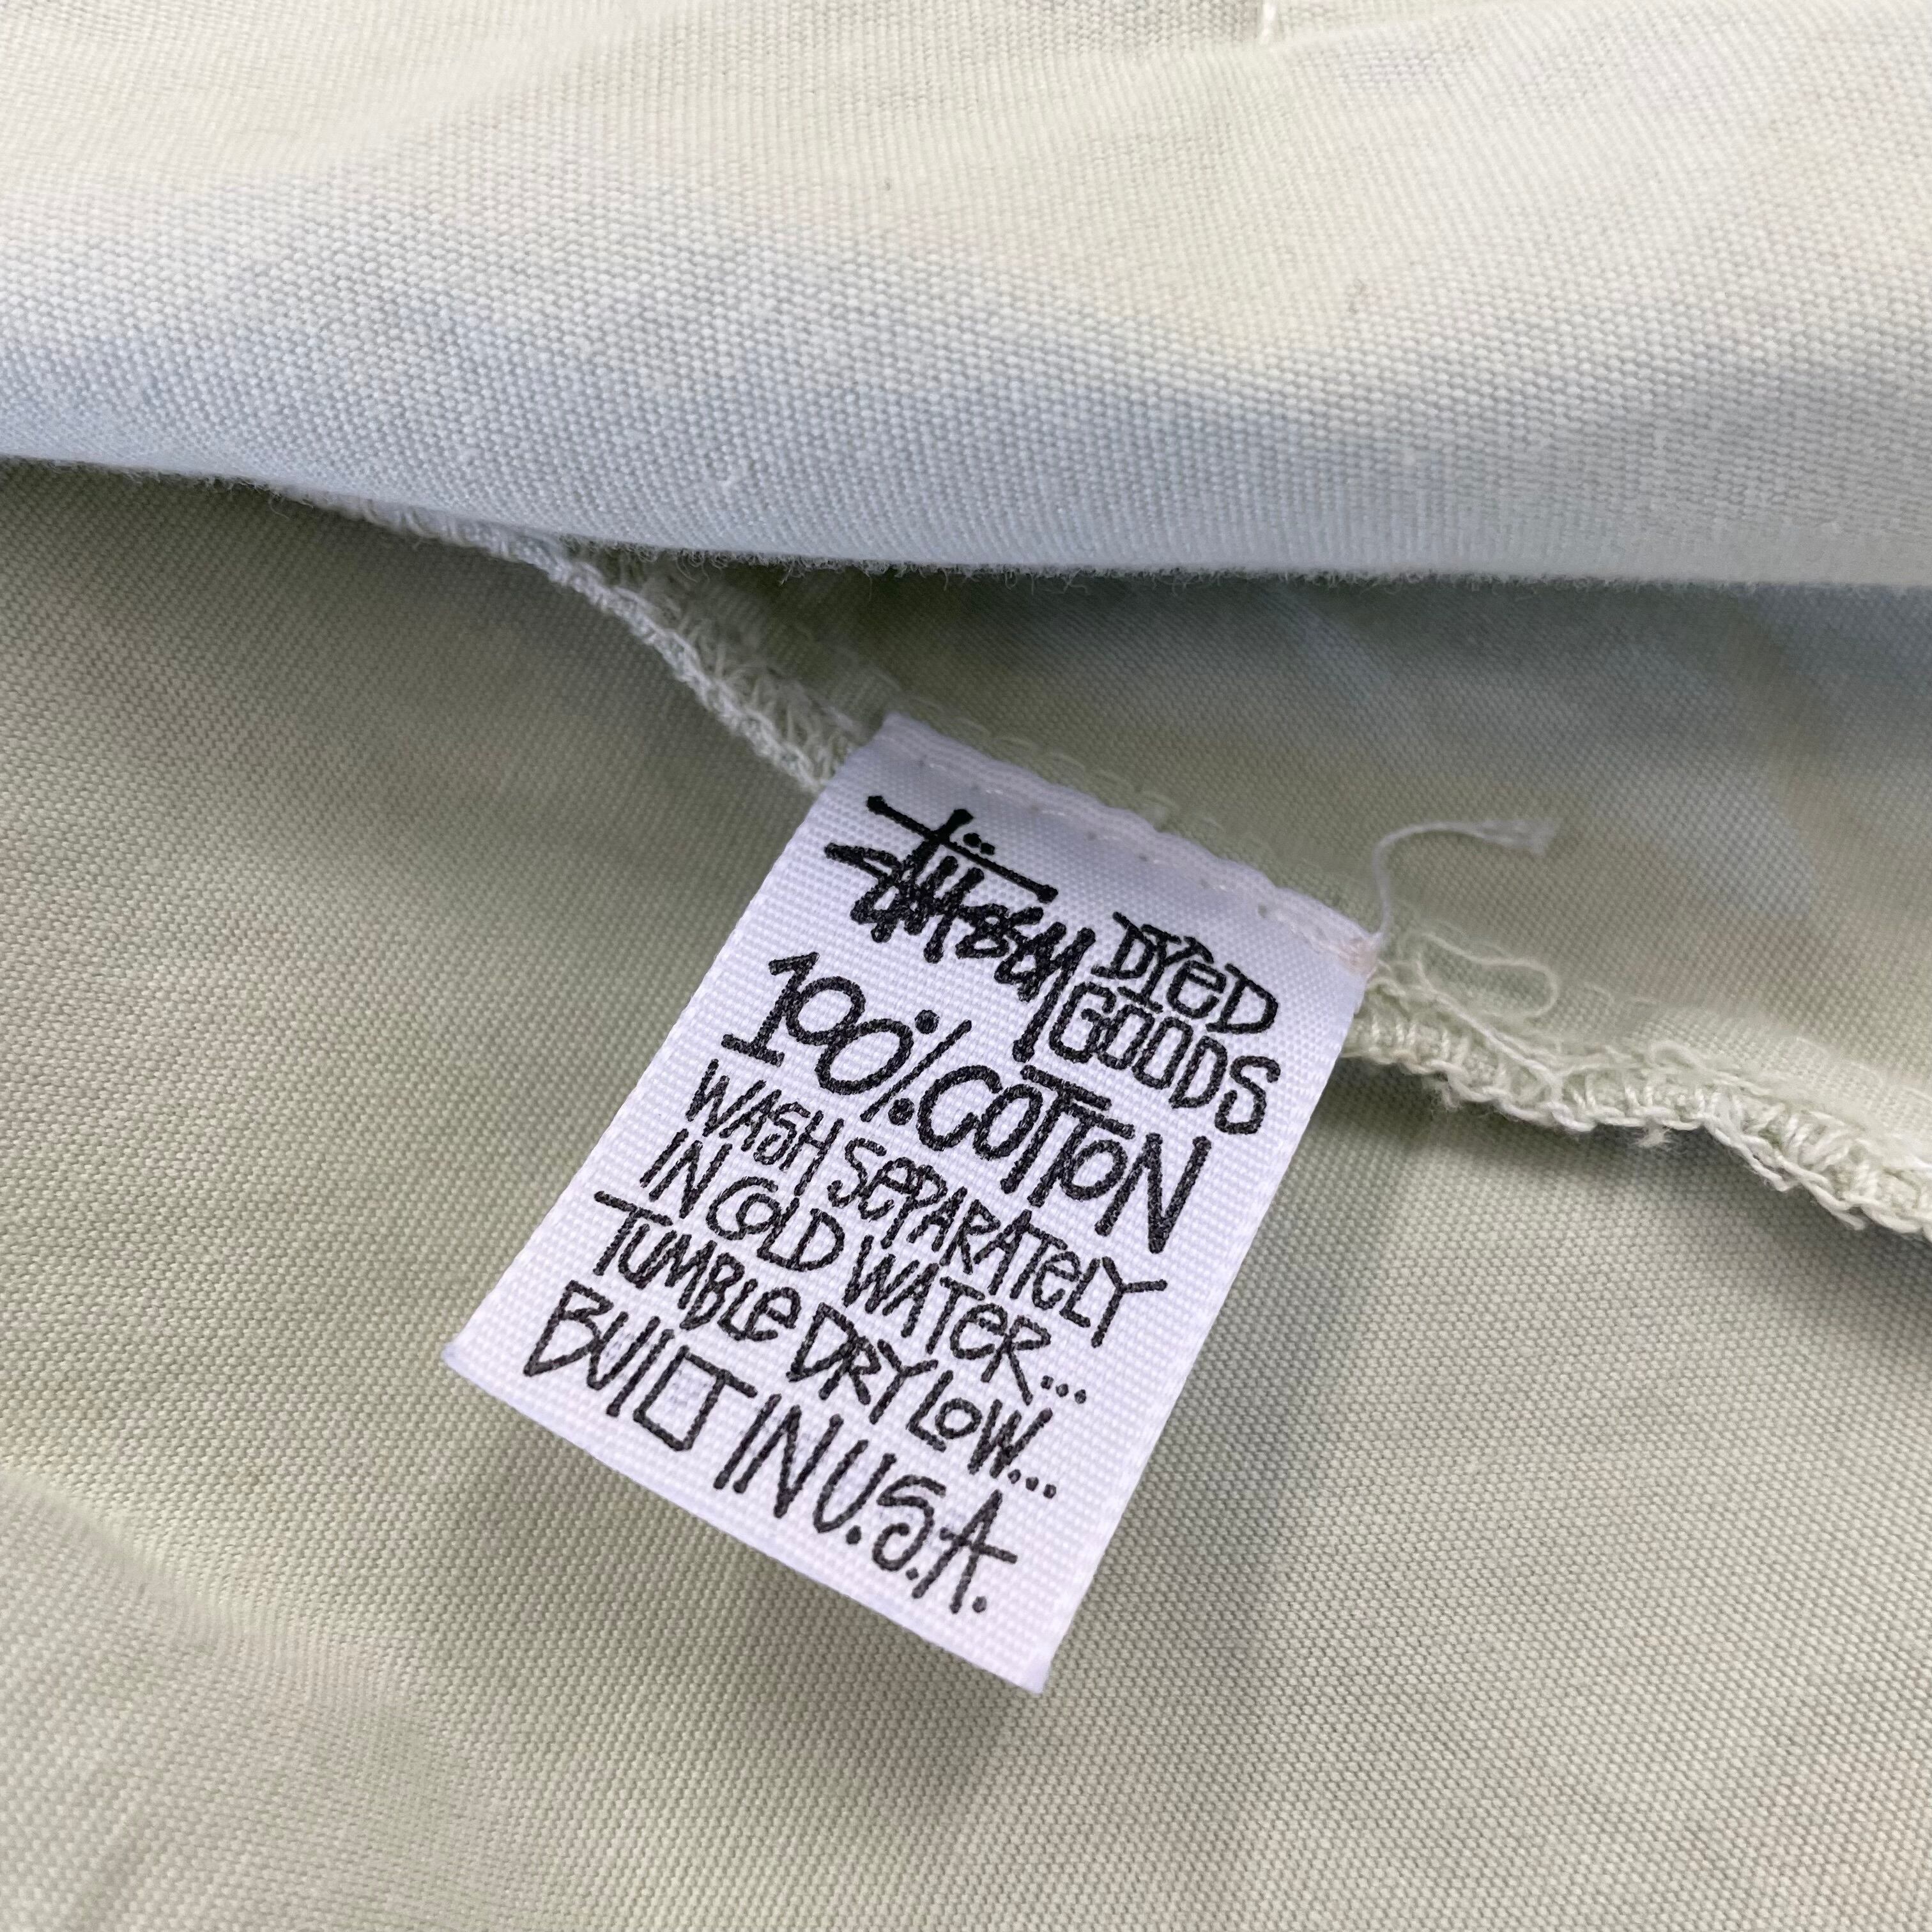 Stüssy DYED GOODS
100% COTTON
WASH SEPARATELY
IN COLD WATER...
TUMBLE DRY LOW...
BUILT IN U.S.A.